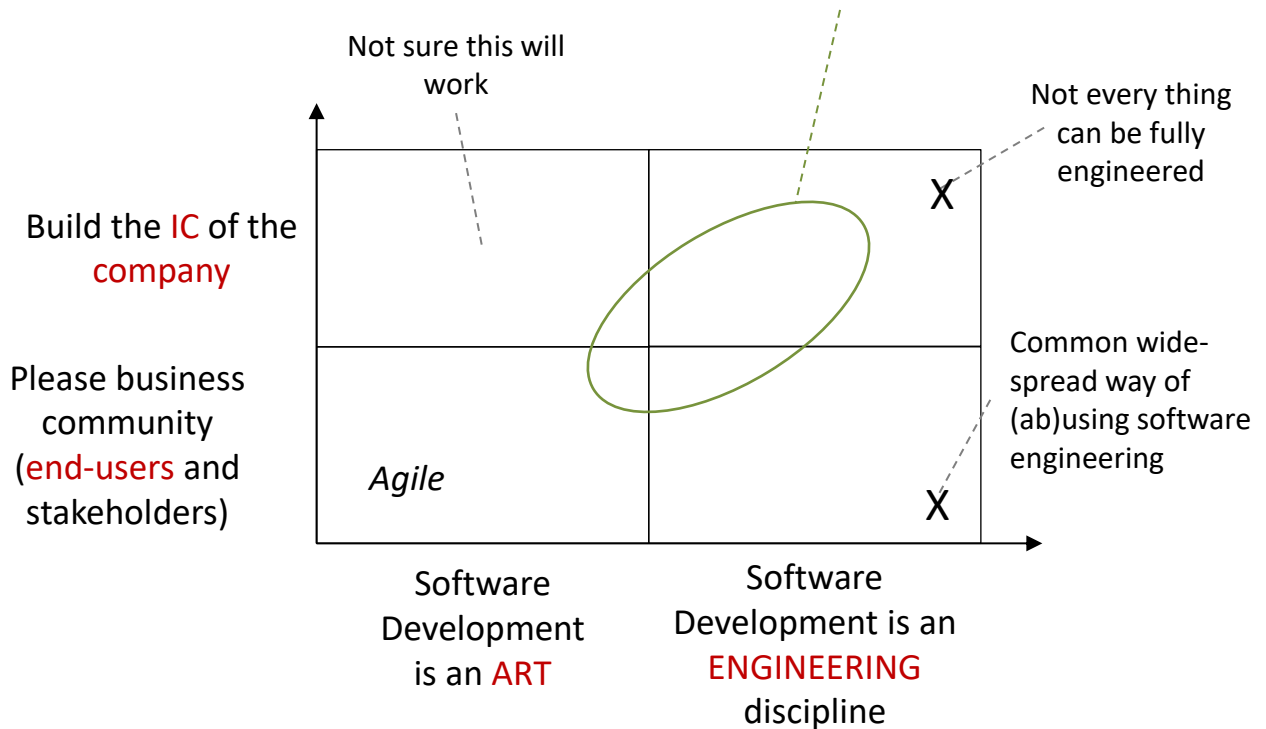 Not sure this will
work
Not every thing
can be fully
engineered
X
Build the IC of the
company
Common wide-
spread way of
(ab)using software
engineering
Please business
community
(end-users and
stakeholders)
Agile
X
Software
Development
is an ART
Software
Development is an
ENGINEERING
discipline